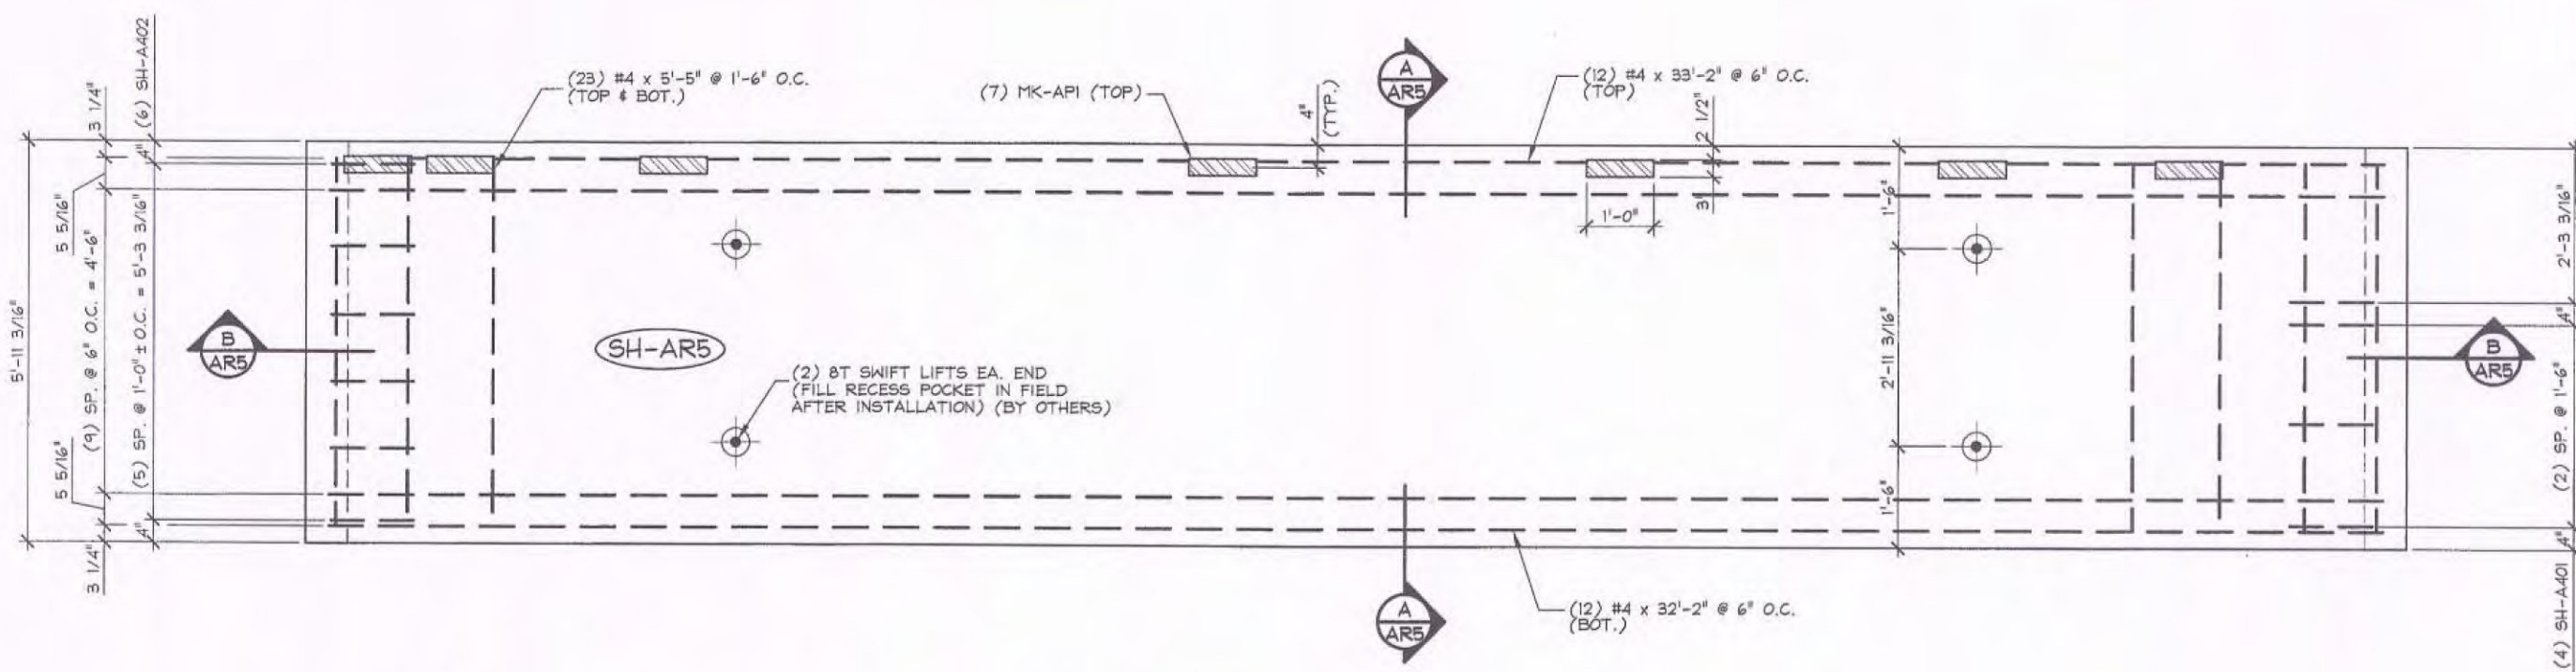 (6) SH-A402
3 1/4"
4"
5 5/16"
(9) SP. @ 6" O.C. = 4'-6"
(5) SP. @ 1'-0" ± O.C. = 5'-3 3/16"
5'-11 3/16"
5 5/16"
3 1/4"
4"
B
AR5
(23) #4 x 5'-5" @ 1'-6" O.C.
(TOP & BOT.)
(7) MK-AP1 (TOP)
4"
(TYP.)
A
AR5
(12) #4 x 33'-2" @ 6" O.C.
(TOP)
2 1/2"
3"
1'-0"
1'-6"
2'-11 3/16"
1'-6"
SH-AR5
(2) 8T SWIFT LIFTS EA. END
(FILL RECESS POCKET IN FIELD
AFTER INSTALLATION) (BY OTHERS)
A
AR5
(12) #4 x 32'-2" @ 6" O.C.
(BOT.)
B
AR5
2'-3 3/16"
4"
(2) SP. @ 1'-6"
4"
(4) SH-A401